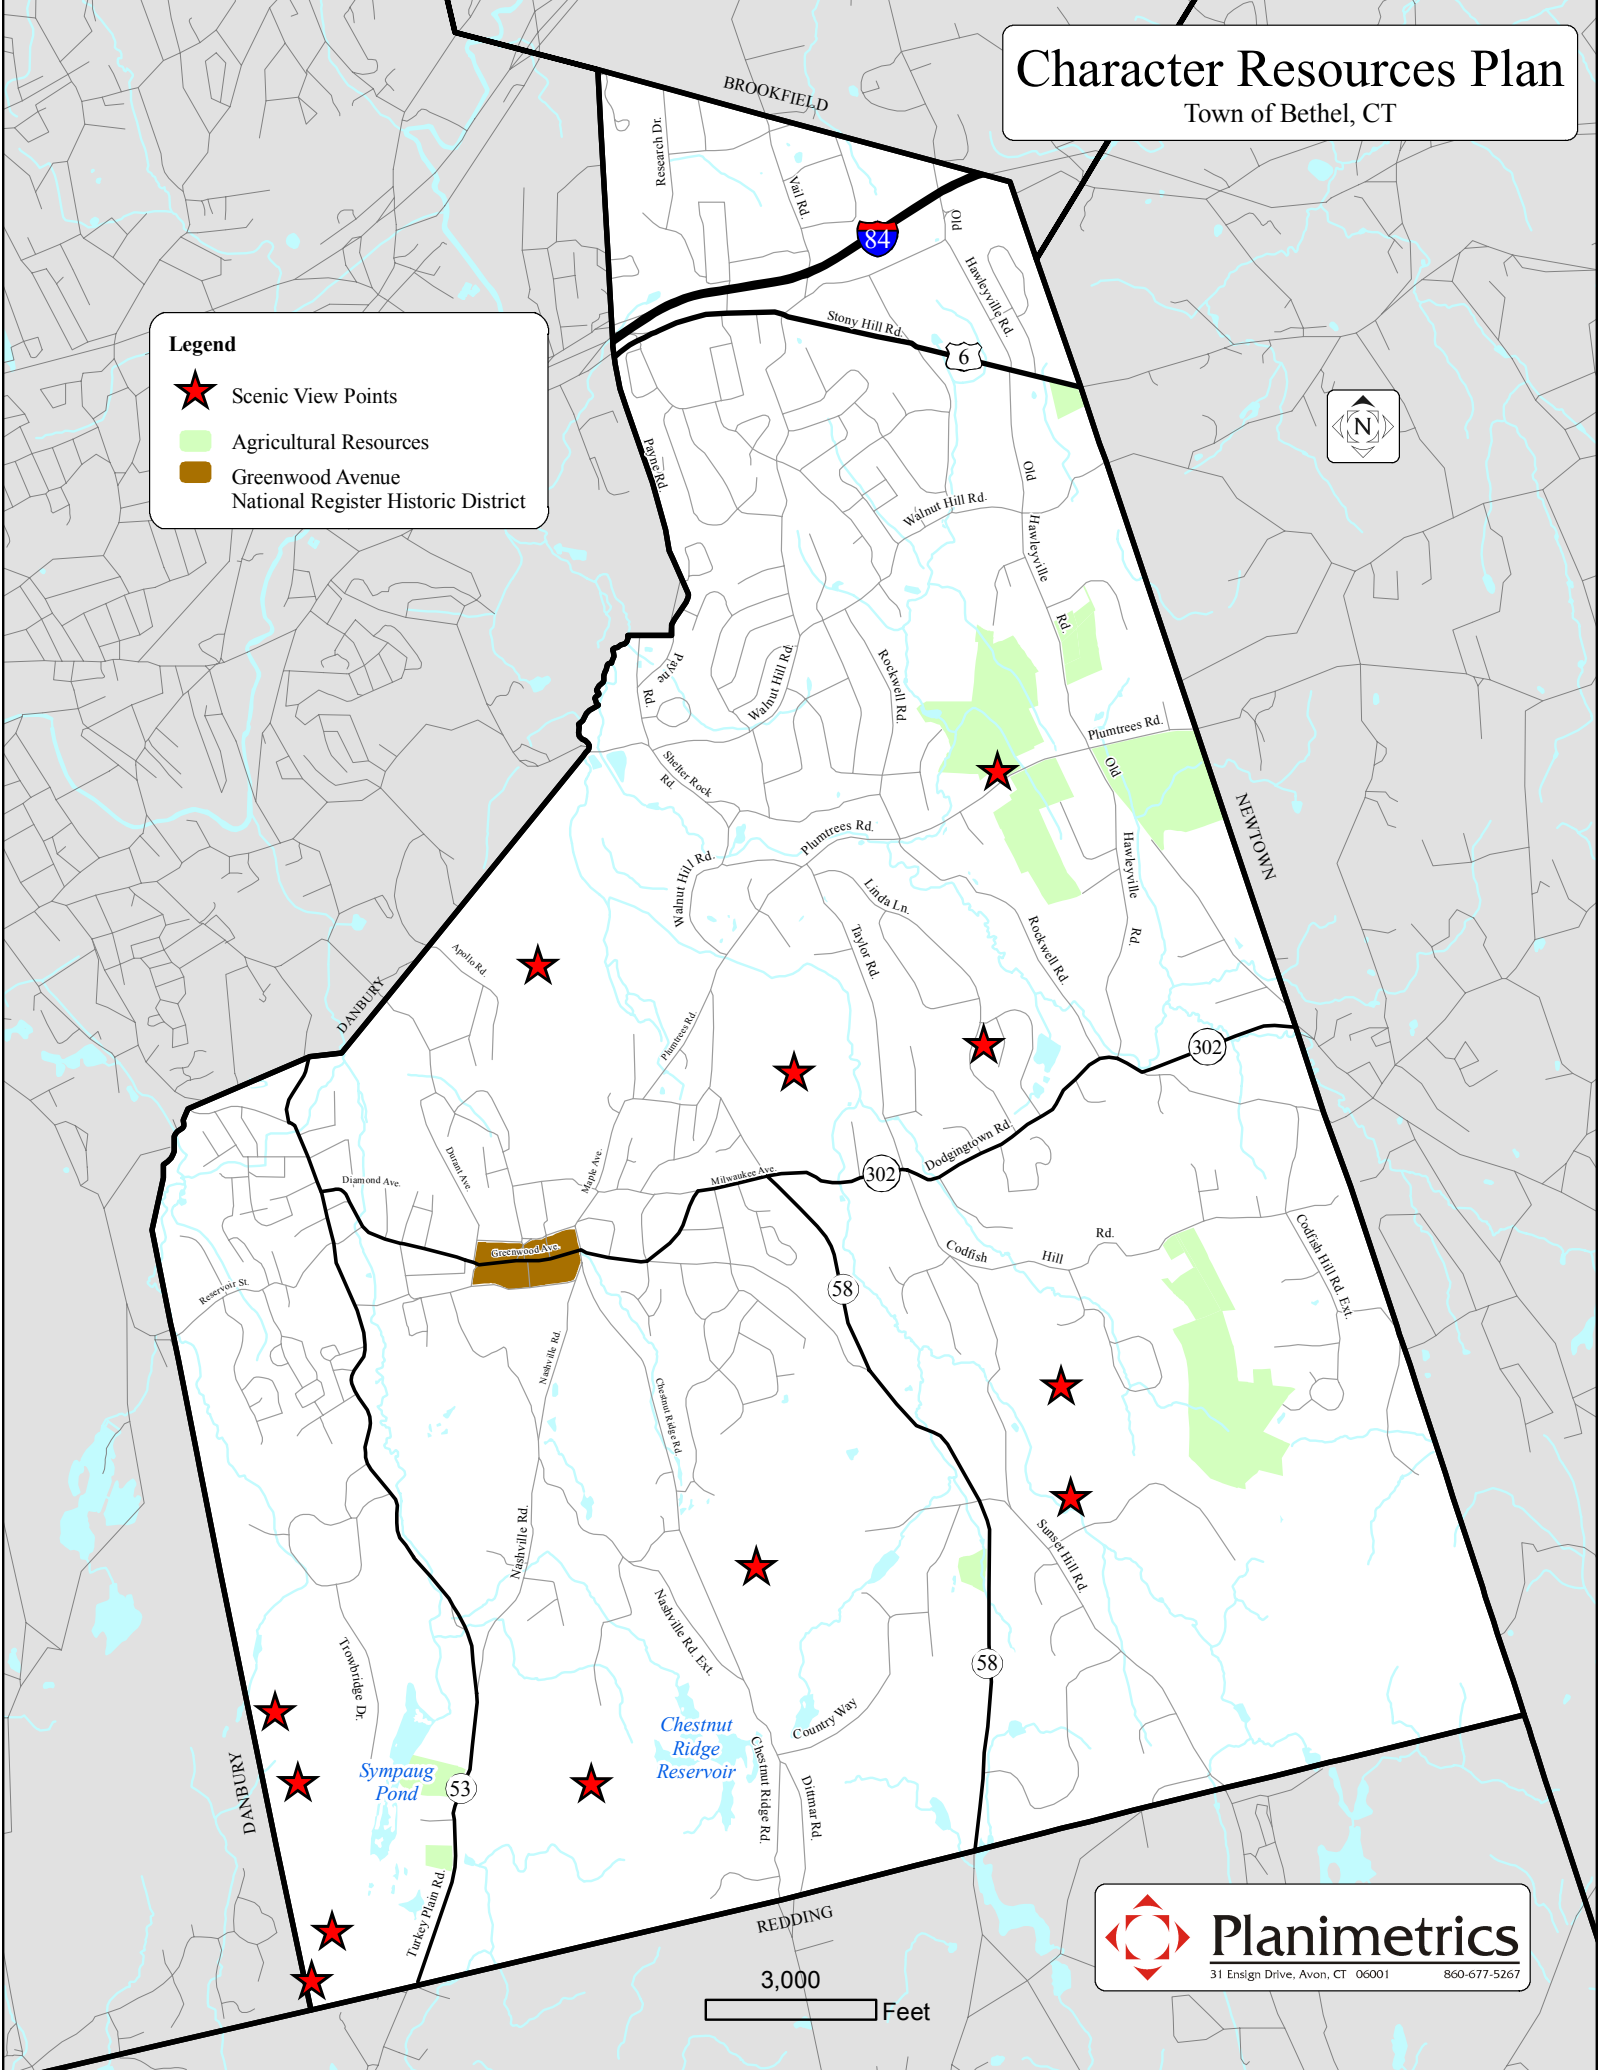 Character Resources Plan
Town of Bethel, CT
BROOKFIELD
Research Dr.
Vail Rd.
Old
84
Hawleyville Rd.
Stony Hill Rd.
6
Legend
Scenic View Points
Agricultural Resources
Greenwood Avenue
National Register Historic District
N
Payne Rd.
Old
Walnut Hill Rd.
Hawleyville
Rd.
Payne
Rd.
Walnut Hill Rd.
Rockwell Rd.
Plumtrees Rd.
Shelter Rock
Rd.
Old
NEWTOWN
Plumtrees Rd.
Walnut Hill Rd.
Hawleyville
Linda Ln.
Rd.
Taylor Rd.
Rockwell Rd.
Apollo Rd.
DANBURY
Plumtrees Rd.
302
Dodgingtown Rd.
Durant Ave.
Maple Ave.
Diamond Ave.
Milwaukee Ave.
302
Greenwood Ave.
Codfish
Hill
Rd.
Codfish Hill Rd. Ext.
Reservoir St.
58
Nashville Rd.
Chestnut Ridge Rd.
Nashville Rd.
Sunset Hill Rd.
Nashville Rd. Ext.
Trowbridge Dr.
58
Country Way
Chestnut
Ridge
Reservoir
Chestnut Ridge Rd.
Dittmar Rd.
Sympaug
Pond
53
DANBURY
Turkey Plain Rd.
REDDING
3,000
Feet
Planimetrics
31 Ensign Drive, Avon, CT 06001 860-677-5267